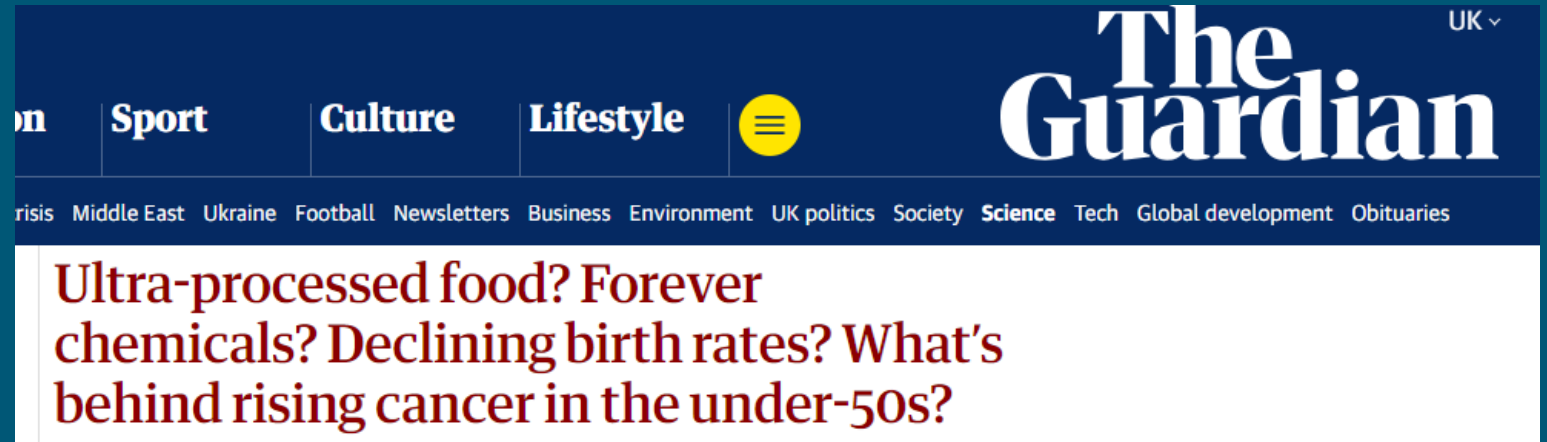 UK
The
Guardian
on Sport Culture Lifestyle
risis Middle East Ukraine Football Newsletters Business Environment UK politics Society Science Tech Global development Obituaries
Ultra-processed food? Forever
chemicals? Declining birth rates? What’s
behind rising cancer in the under-50s?